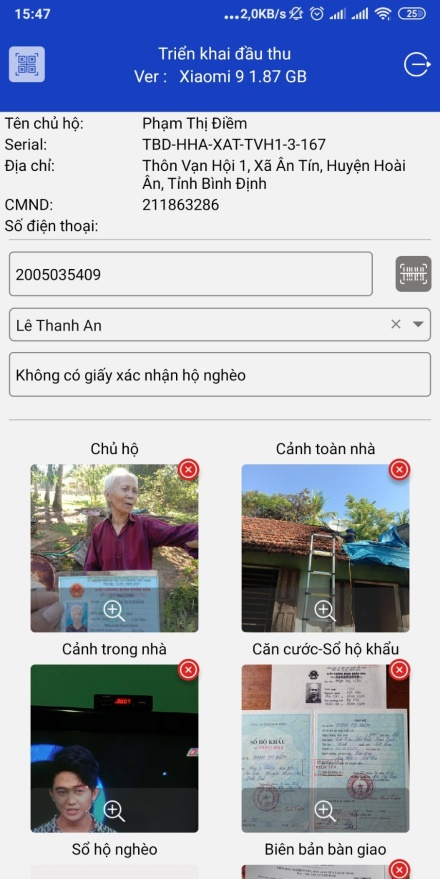 15:47 ...2,0KB/s 25
Triển khai đầu thu
Ver : Xiaomi 9 1.87 GB
Tên chủ hộ: Phạm Thị Điềm
Serial: TBD-HHA-XAT-TVH1-3-167
Địa chỉ: Thôn Vạn Hội 1, Xã Ân Tín, Huyện Hoài
Ân, Tỉnh Bình Định
CMND: 211863286
Số điện thoại:
2005035409
Lê Thanh An
Không có giấy xác nhận hộ nghèo
Chủ hộ Cảnh toàn nhà
Cảnh trong nhà Căn cước-Sổ hộ khẩu
SỔ HỘ KHẨU
Sổ hộ nghèo Biên bản bàn giao